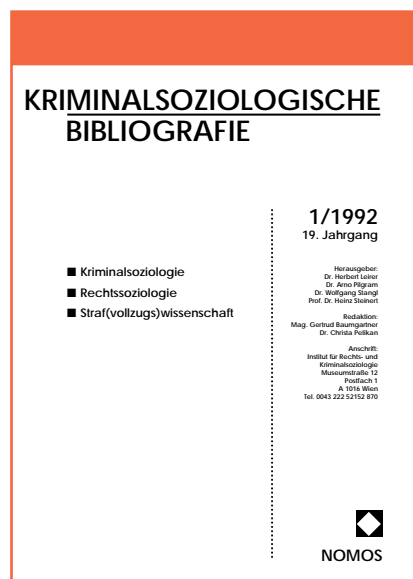 KRIMINALSOZIOLOGISCHE
BIBLIOGRAFIE
1/1992
19. Jahrgang
■ Kriminalsoziologie
■ Rechtssoziologie
■ Straf(vollzugs)wissenschaft
Herausgeber:
Dr. Herbert Leirer
Dr. Arno Pilgram
Dr. Wolfgang Stangl
Prof. Dr. Heinz Steinert
Redaktion:
Mag. Gertrud Baumgartner
Dr. Christa Pelikan
Anschrift:
Institut für Rechts- und
Kriminalsoziologie
Museumstraße 12
Postfach 1
A 1016 Wien
Tel. 0043 222 52152 870
NOMOS